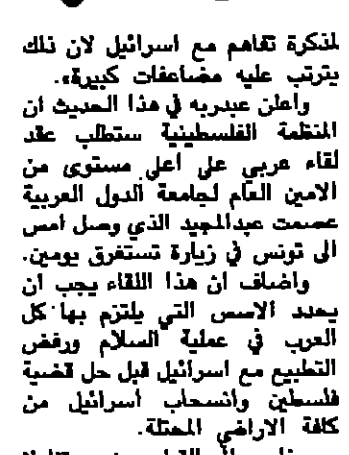 لمذكرة تفاهم مع اسرائيل لان ذلك
يترتب عليه مضاعفات كبيرة».
واعلن عبدربه في هذا الحديث ان
المنظمة الفلسطينية ستطلب عقد
لقاء عربي على اعلى مستوى من
الامين العام لجامعة الدول العربية
عصمت عبدالمجيد الذي وصل امس
الى تونس في زيارة تستغرق يومين.
واضاف ان هذا اللقاء يجب ان
يحدد الاسس التي يلتزم بها كل
العرب في عملية السلام ورفض
التطبيع مع اسرائيل قبل حل قضية
فلسطين وانسحاب اسرائيل من
كافة الاراضي المحتلة.